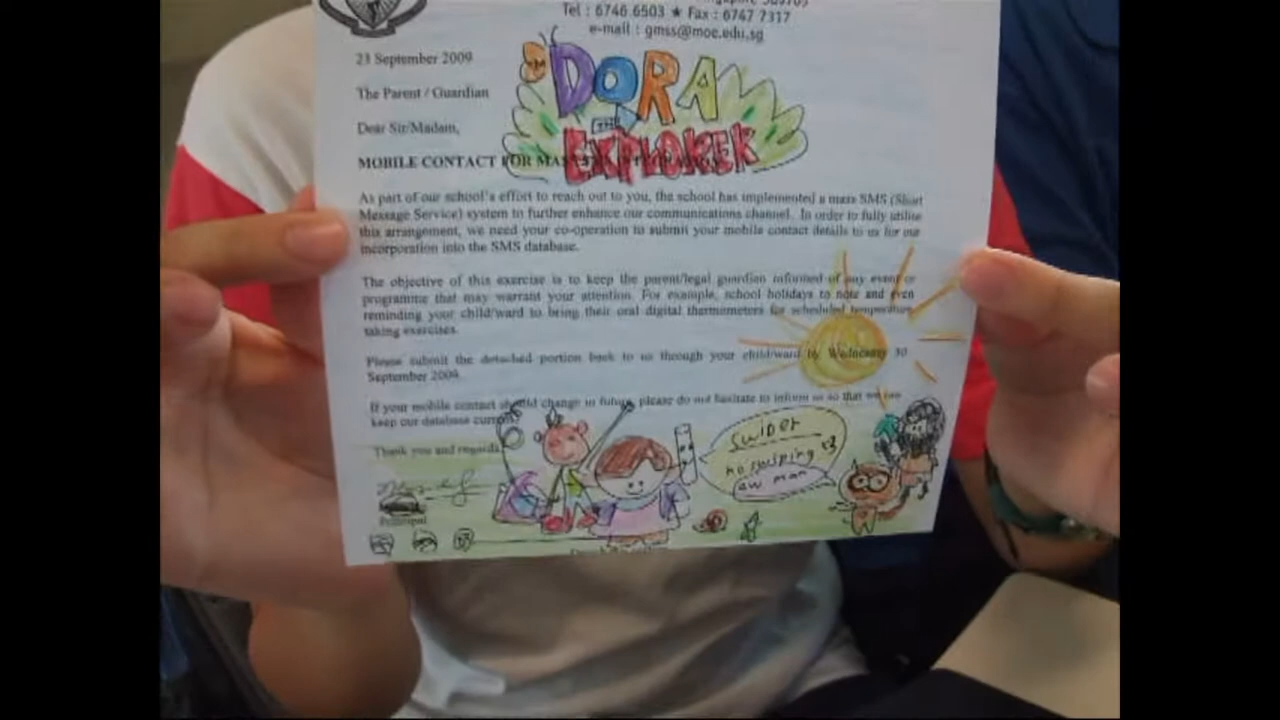 Tel : 6746 6503 ★ Fax : 6747 7317
e-mail : gmss@moe.edu.sg
23 September 2009
The Parent / Guardian
Dear Sir/Madam,
DORA
THE
EXPLORER
MOBILE CONTACT FOR MASS SMS
As part of our school's effort to reach out to you, the school has implemented a mass SMS (Short
Message Service) system to further enhance our communications channel. In order to fully utilise
this arrangement, we need your co-operation to submit your mobile contact details to us for our
incorporation into the SMS database.
The objective of this exercise is to keep the parent/legal guardian informed of any event or
programme that may warrant your attention. For example, school holidays to note and even
reminding your child/ward to bring their oral digital thermometers for scheduled temperature
taking exercises.
Please submit the detached portion back to us through your child/ward by Wednesday 30
September 2009.
If your mobile contact should change in future, please do not hesitate to inform us so that we can
keep our database current.
Thank you and regards.
SWIPER
no swiping
aw man
Principal